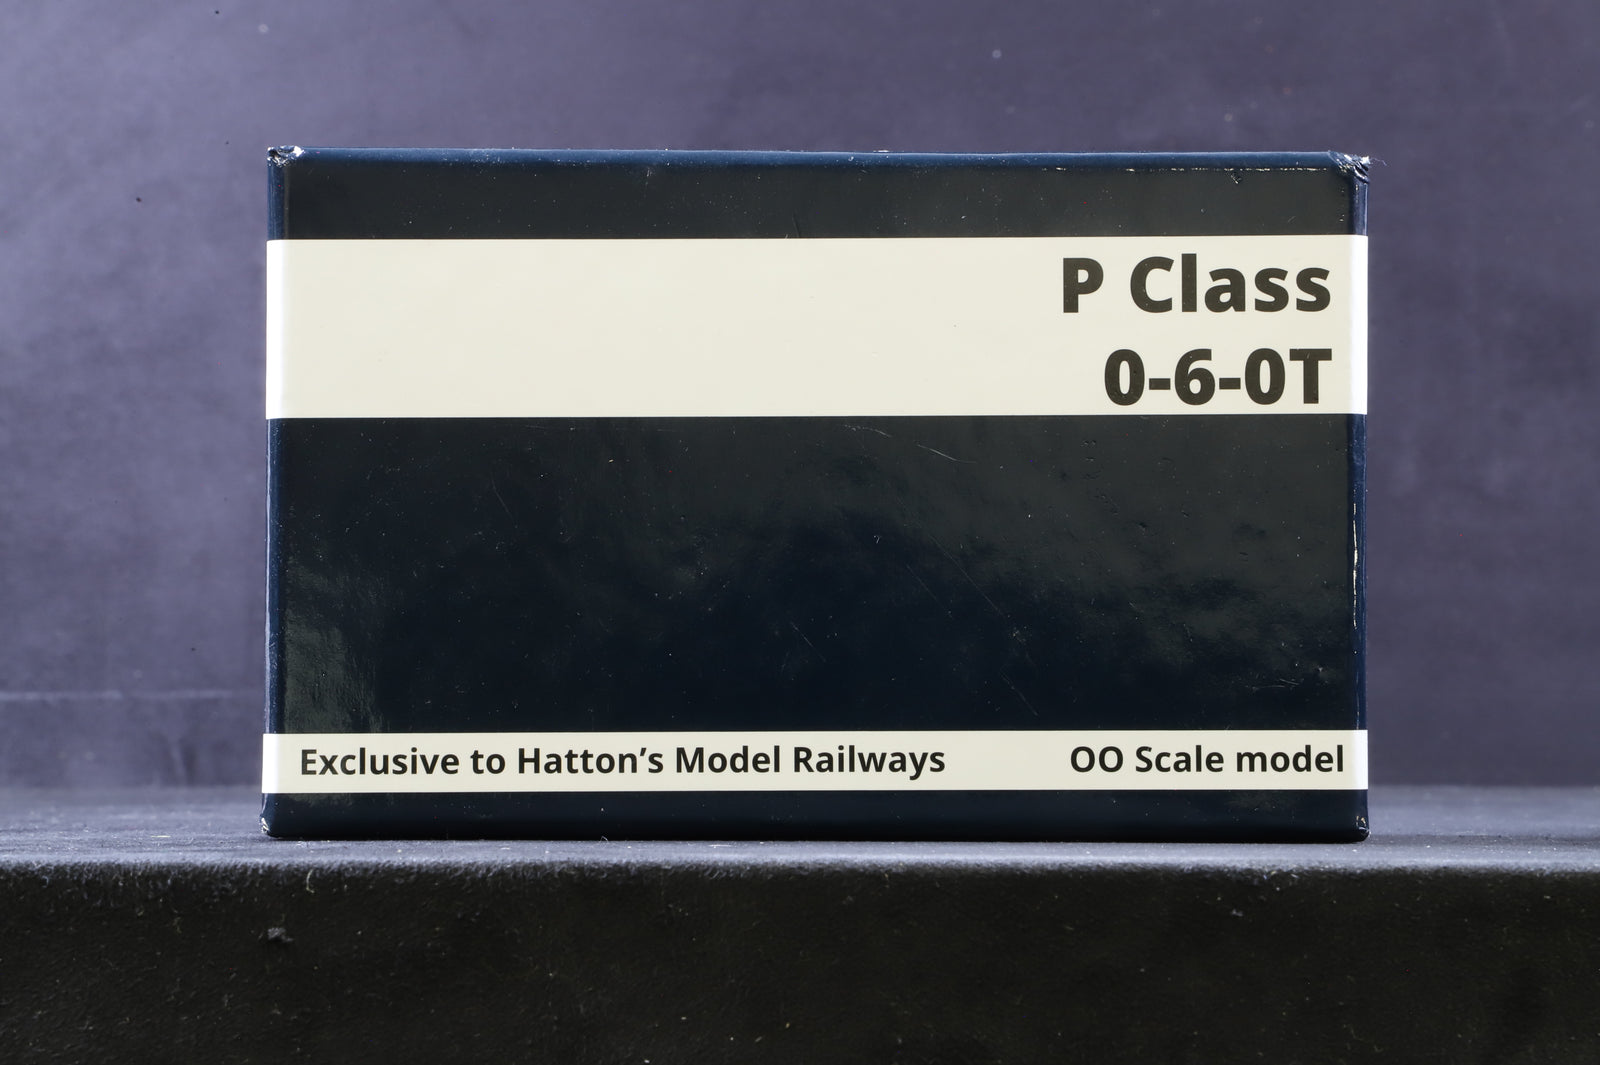 P Class
0-6-0T
Exclusive to Hatton’s Model Railways
OO Scale model